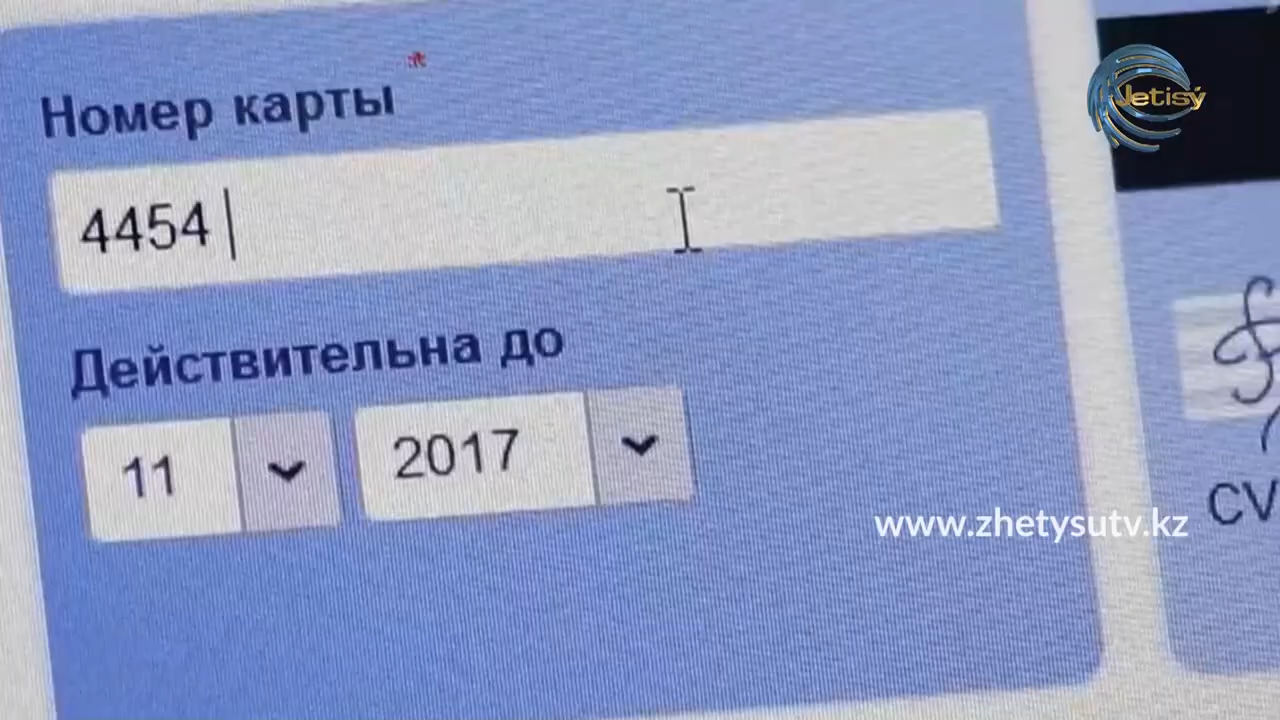 Jetisý
Номер карты *
4454
Действительна до
11 2017
www.zhetysutv.kz
CV